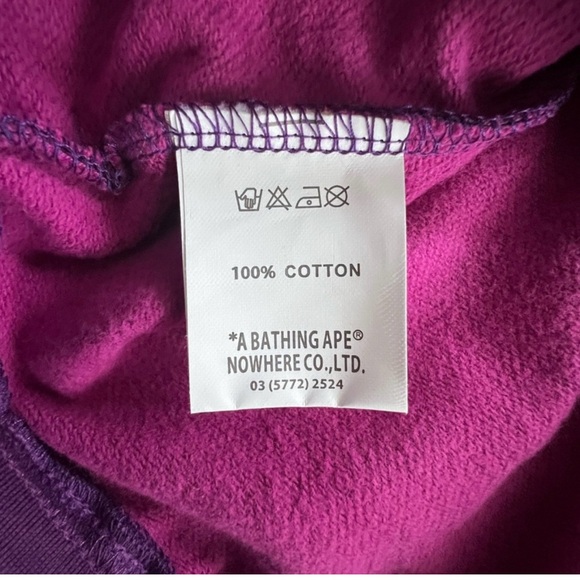 100% COTTON
*A BATHING APE®
NOWHERE CO.,LTD.
03 (5772) 2524